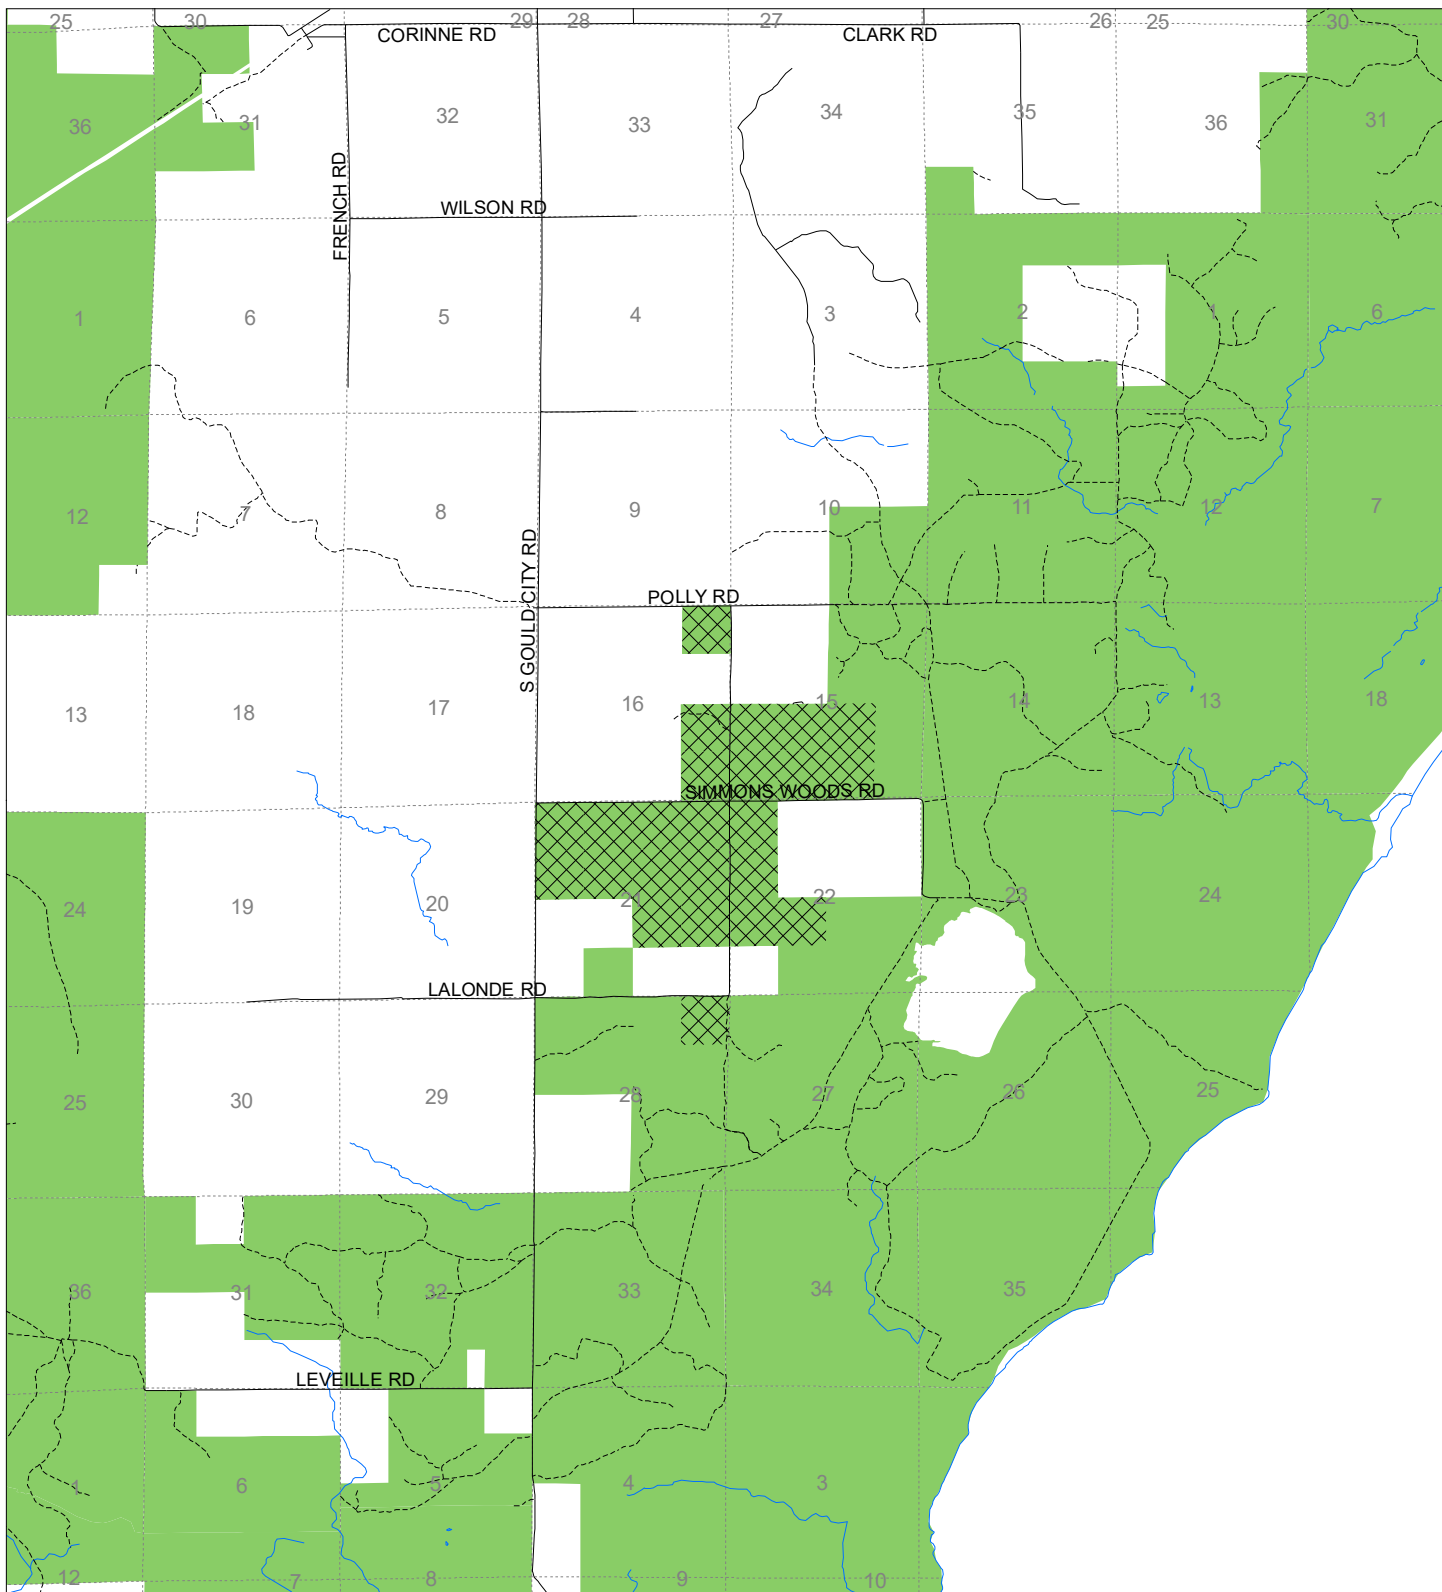 25 30 29 28 27 26 25 30
CORINNE RD CLARK RD
36 31 32 33 34 35 36 31
FRENCH RD
WILSON RD
1 6 5 4 3 2 1 6
12 7 8 9 10 11 12 7
S GOULD CITY RD
POLLY RD
13 18 17 16 15 14 13 18
SIMMONS WOODS RD
24 19 20 21 22 23 24
LALONDE RD
25 30 29 28 27 26 25
36 31 32 33 34 35
LEVEILLE RD
1 6 5 4 3
12 7 8 9 10